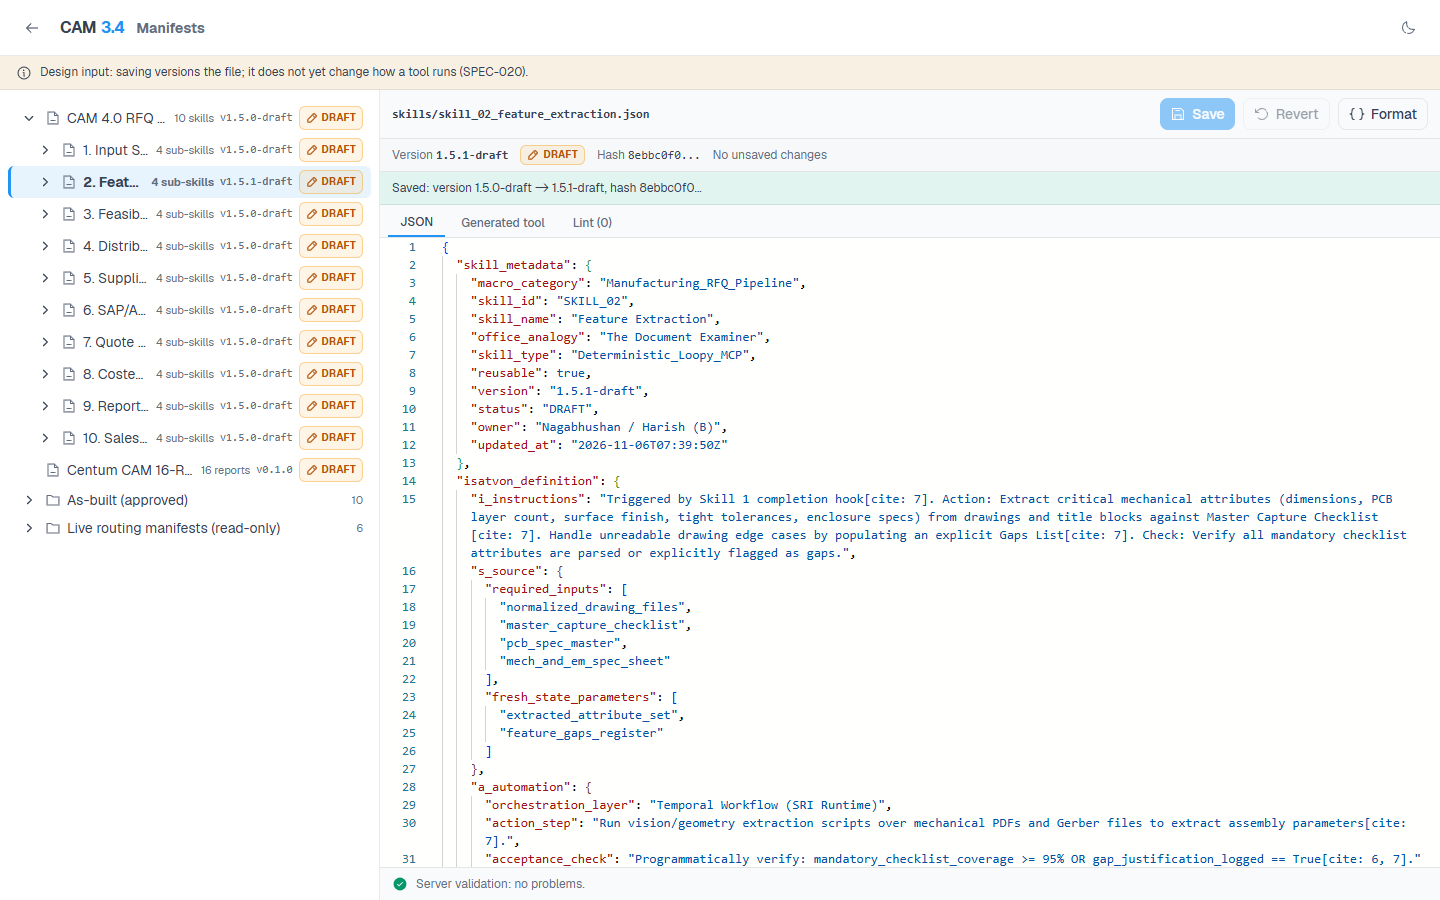 CAM 3.4 Manifests
Design input: saving versions the file; it does not yet change how a tool runs (SPEC-020).
CAM 4.0 RFQ ... 10 skills v1.5.0-draft DRAFT
1. Input S... 4 sub-skills v1.5.0-draft DRAFT
2. Feat... 4 sub-skills v1.5.1-draft DRAFT
3. Feasib... 4 sub-skills v1.5.0-draft DRAFT
4. Distrib... 4 sub-skills v1.5.0-draft DRAFT
5. Suppli... 4 sub-skills v1.5.0-draft DRAFT
6. SAP/A... 4 sub-skills v1.5.0-draft DRAFT
7. Quote ... 4 sub-skills v1.5.0-draft DRAFT
8. Coste... 4 sub-skills v1.5.0-draft DRAFT
9. Report... 4 sub-skills v1.5.0-draft DRAFT
10. Sales... 4 sub-skills v1.5.0-draft DRAFT
Centum CAM 16-R... 16 reports v0.1.0 DRAFT
As-built (approved) 10
Live routing manifests (read-only) 6
skills/skill_02_feature_extraction.json
Save Revert {} Format
Version 1.5.1-draft DRAFT Hash 8ebbc0f0... No unsaved changes
Saved: version 1.5.0-draft → 1.5.1-draft, hash 8ebbc0f0...
JSON Generated tool Lint (0)
1 {
2 "skill_metadata": {
3 "macro_category": "Manufacturing_RFQ_Pipeline",
4 "skill_id": "SKILL_02",
5 "skill_name": "Feature Extraction",
6 "office_analogy": "The Document Examiner",
7 "skill_type": "Deterministic_Loopy_MCP",
8 "reusable": true,
9 "version": "1.5.1-draft",
10 "status": "DRAFT",
11 "owner": "Nagabhushan / Harish (B)",
12 "updated_at": "2026-11-06T07:39:50Z"
13 },
14 "isatvon_definition": {
15 "i_instructions": "Triggered by Skill 1 completion hook[cite: 7]. Action: Extract critical mechanical attributes (dimensions, PCB
layer count, surface finish, tight tolerances, enclosure specs) from drawings and title blocks against Master Capture Checklist
[cite: 7]. Handle unreadable drawing edge cases by populating an explicit Gaps List[cite: 7]. Check: Verify all mandatory checklist
attributes are parsed or explicitly flagged as gaps.",
16 "s_source": {
17 "required_inputs": [
18 "normalized_drawing_files",
19 "master_capture_checklist",
20 "pcb_spec_master",
21 "mech_and_em_spec_sheet"
22 ],
23 "fresh_state_parameters": [
24 "extracted_attribute_set",
25 "feature_gaps_register"
26 ]
27 },
28 "a_automation": {
29 "orchestration_layer": "Temporal Workflow (SRI Runtime)",
30 "action_step": "Run vision/geometry extraction scripts over mechanical PDFs and Gerber files to extract assembly parameters[cite:
7].",
31 "acceptance_check": "Programmatically verify: mandatory_checklist_coverage >= 95% OR gap_justification_logged == True[cite: 6, 7]."
Server validation: no problems.